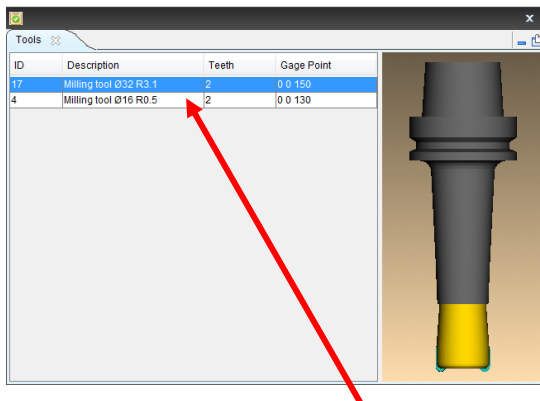 Tools
ID Description Teeth Gage Point
17 Milling tool Ø32 R3.1 2 0 0 150
4 Milling tool Ø16 R0.5 2 0 0 130